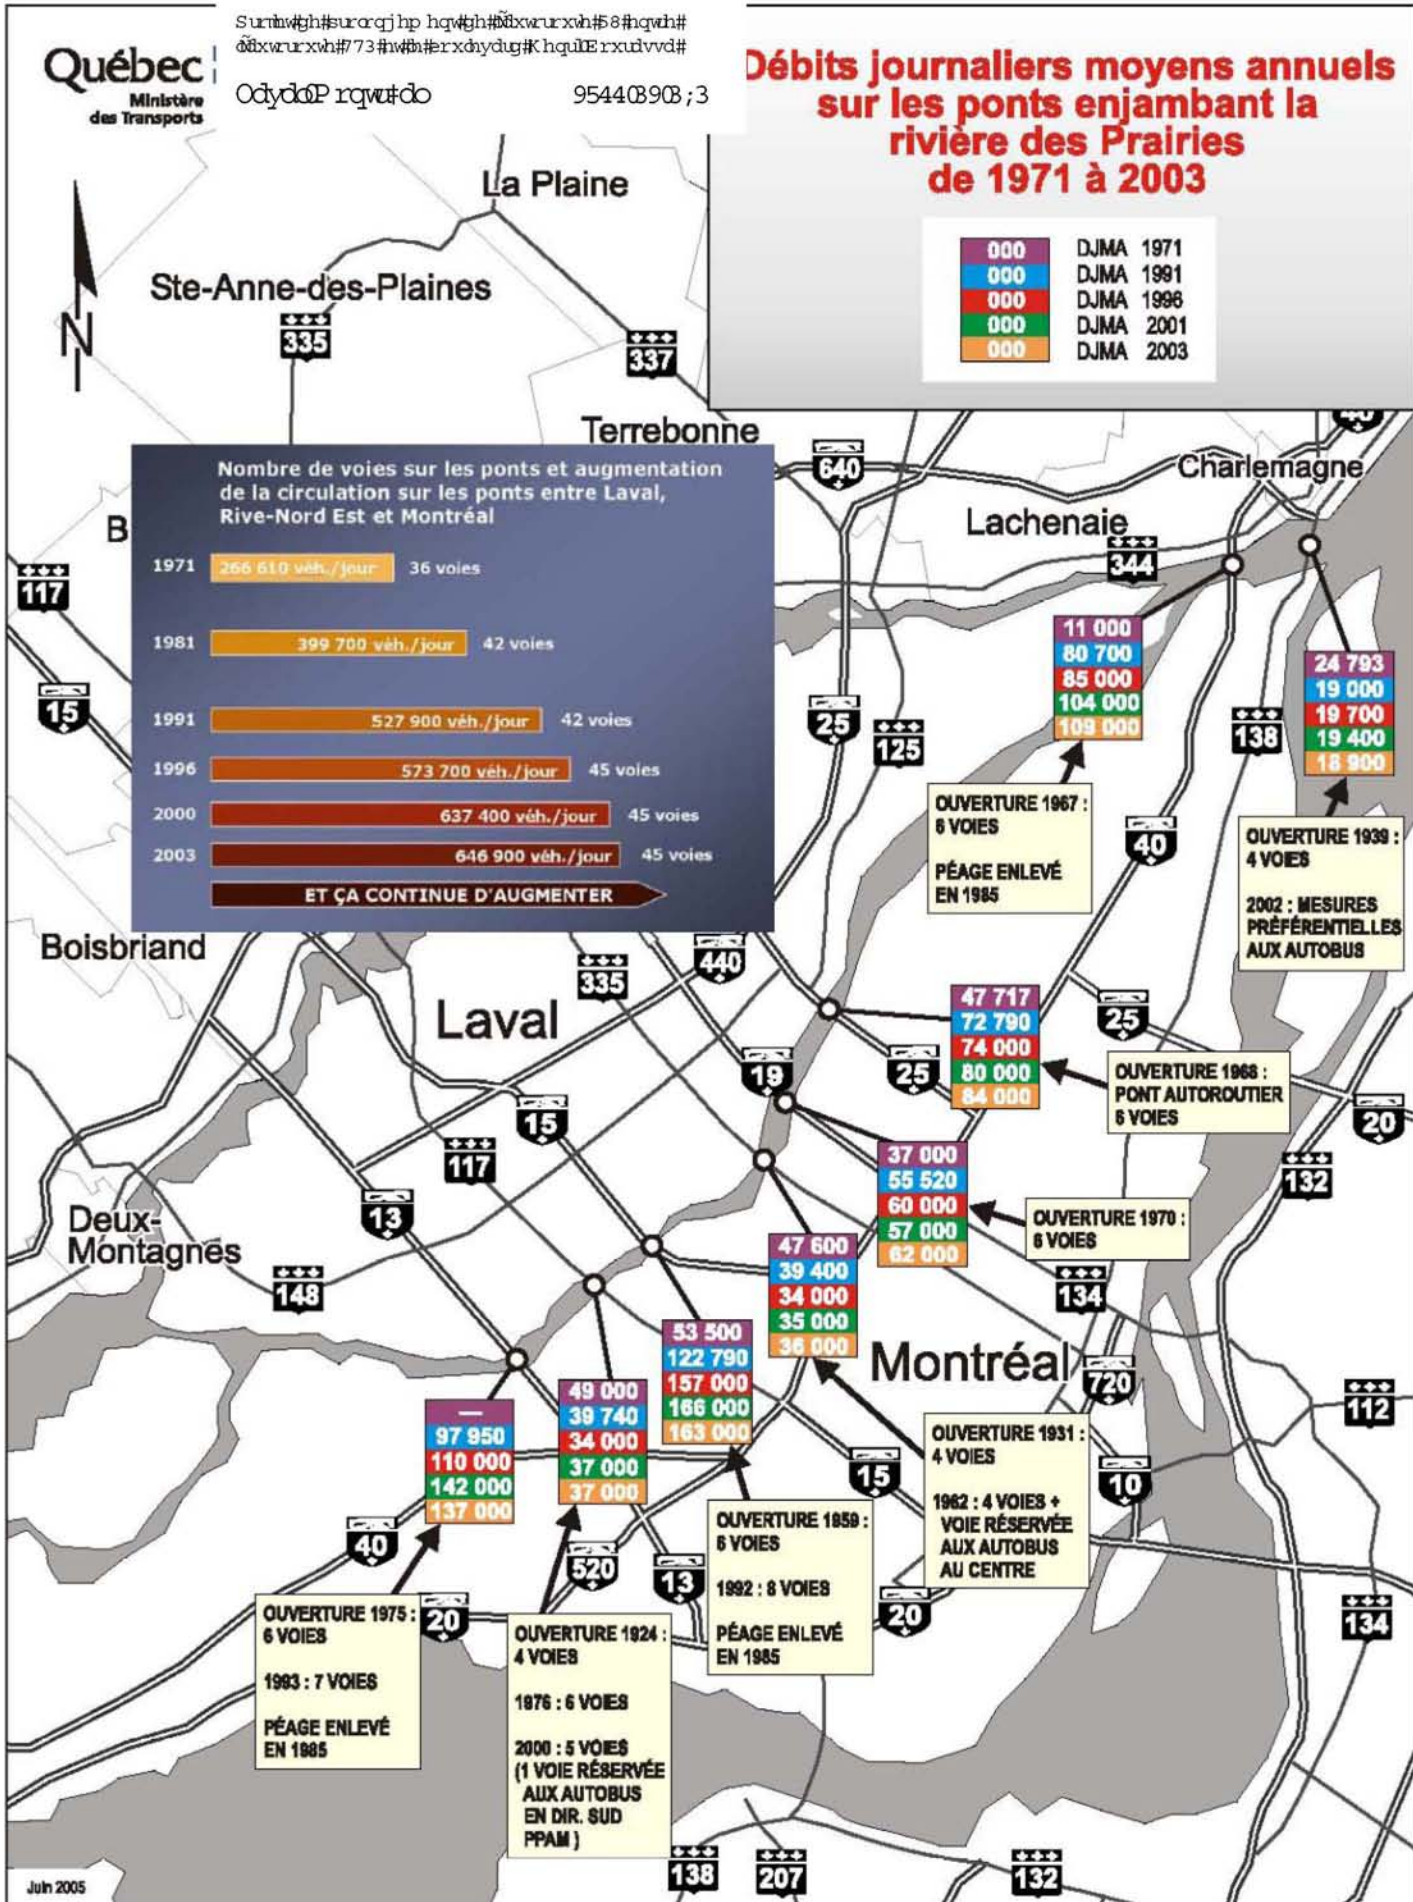 Québec
Ministère
des Transports
Odydo0P rqwu#do 954403903;3
Débits journaliers moyens annuels
sur les ponts enjambant la
rivière des Prairies
de 1971 à 2003
000 DJMA 1971
000 DJMA 1991
000 DJMA 1996
000 DJMA 2001
000 DJMA 2003
N
La Plaine
Ste-Anne-des-Plaines
335
337
Terrebonne
640
40
Charlemagne
Lachenaie
344
B
117
15
Nombre de voies sur les ponts et augmentation
de la circulation sur les ponts entre Laval,
Rive-Nord Est et Montréal
1971 266 610 véh./jour 36 voies
1981 399 700 véh./jour 42 voies
1991 527 900 véh./jour 42 voies
1996 573 700 véh./jour 45 voies
2000 637 400 véh./jour 45 voies
2003 646 900 véh./jour 45 voies
ET ÇA CONTINUE D'AUGMENTER
25
125
138
40
11 000
80 700
85 000
104 000
109 000
24 793
19 000
19 700
19 400
18 900
OUVERTURE 1967 :
6 VOIES
PÉAGE ENLEVÉ
EN 1985
OUVERTURE 1939 :
4 VOIES
2002 : MESURES
PRÉFÉRENTIELLES
AUX AUTOBUS
Boisbriand
335
440
Laval
19
25
25
15
117
13
20
132
47 717
72 790
74 000
80 000
84 000
OUVERTURE 1968 :
PONT AUTOROUTIER
6 VOIES
37 000
55 520
60 000
57 000
62 000
OUVERTURE 1970 :
6 VOIES
Deux-
Montagnes
148
134
47 600
39 400
34 000
35 000
36 000
Montréal
720
112
53 500
122 790
157 000
166 000
163 000
49 000
39 740
34 000
37 000
37 000
—
97 950
110 000
142 000
137 000
15
10
OUVERTURE 1931 :
4 VOIES
1962 : 4 VOIES +
VOIE RÉSERVÉE
AUX AUTOBUS
AU CENTRE
OUVERTURE 1959 :
6 VOIES
1992 : 8 VOIES
PÉAGE ENLEVÉ
EN 1985
40
520
13
20
20
134
OUVERTURE 1975 :
6 VOIES
1993 : 7 VOIES
PÉAGE ENLEVÉ
EN 1985
OUVERTURE 1924 :
4 VOIES
1976 : 6 VOIES
2000 : 5 VOIES
(1 VOIE RÉSERVÉE
AUX AUTOBUS
EN DIR. SUD
PPAM )
138
207
132
Juin 2005